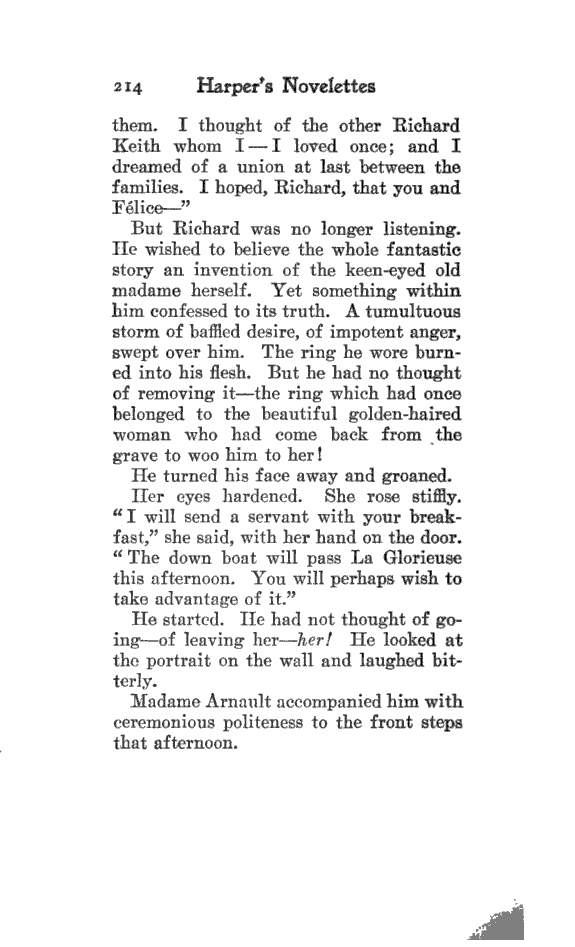 214 Harper's Novelettes
them. I thought of the other Richard
Keith whom I—I loved once; and I
dreamed of a union at last between the
families. I hoped, Richard, that you and
Félice—"
But Richard was no longer listening.
He wished to believe the whole fantastic
story an invention of the keen-eyed old
madame herself. Yet something within
him confessed to its truth. A tumultuous
storm of baffled desire, of impotent anger,
swept over him. The ring he wore burn-
ed into his flesh. But he had no thought
of removing it—the ring which had once
belonged to the beautiful golden-haired
woman who had come back from the
grave to woo him to her!
He turned his face away and groaned.
Her eyes hardened. She rose stiffly.
"I will send a servant with your break-
fast," she said, with her hand on the door.
"The down boat will pass La Glorieuse
this afternoon. You will perhaps wish to
take advantage of it."
He started. He had not thought of go-
ing—of leaving her—her! He looked at
the portrait on the wall and laughed bit-
terly.
Madame Arnault accompanied him with
ceremonious politeness to the front steps
that afternoon.